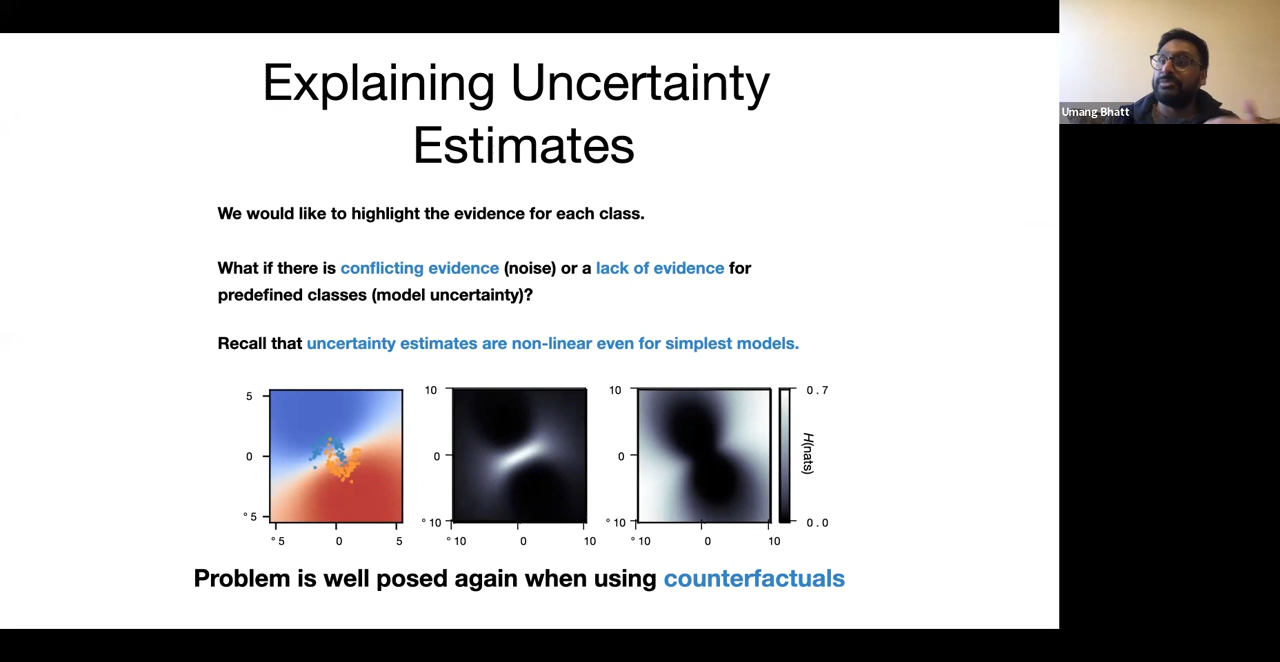 Explaining Uncertainty
Estimates
Umang Bhatt
We would like to highlight the evidence for each class.
What if there is conflicting evidence (noise) or a lack of evidence for
predefined classes (model uncertainty)?
Recall that uncertainty estimates are non-linear even for simplest models.
5
0
° 5
° 5
0
5
10
0
° 10
° 10
0
10
10
0
° 10
° 10
0
10
0.7
H(nats)
0.0
Problem is well posed again when using counterfactuals